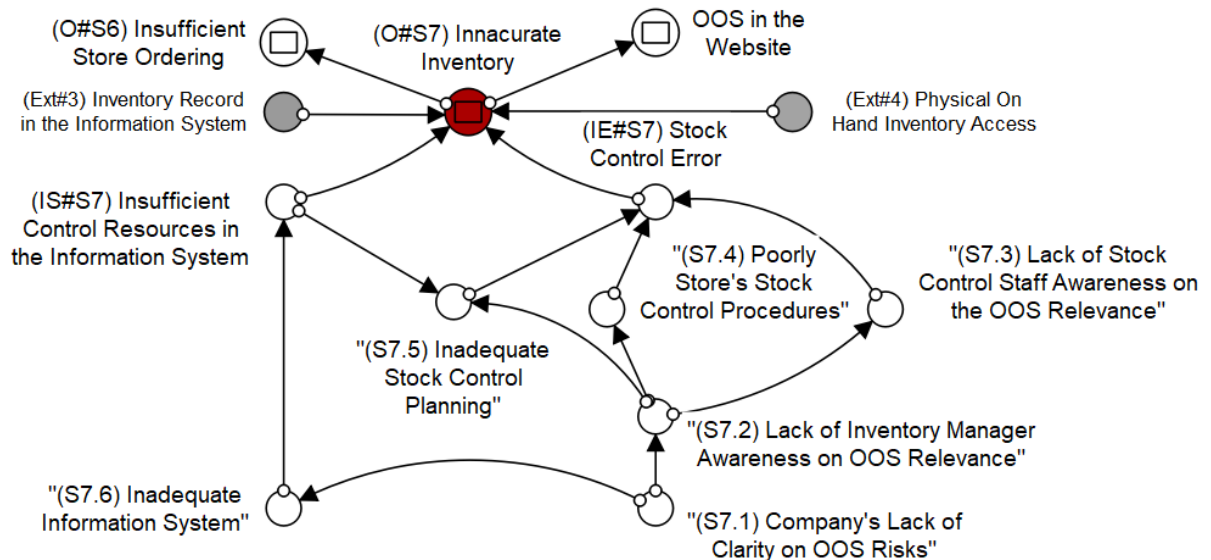 (O#S6) Insufficient
Store Ordering
(O#S7) Innacurate
Inventory
OOS in the
Website
(Ext#3) Inventory Record
in the Information System
(Ext#4) Physical On
Hand Inventory Access
(IE#S7) Stock
Control Error
(IS#S7) Insufficient
Control Resources in
the Information System
"(S7.4) Poorly
Store's Stock
Control Procedures"
"(S7.3) Lack of Stock
Control Staff Awareness on
the OOS Relevance"
"(S7.5) Inadequate
Stock Control
Planning"
"(S7.2) Lack of Inventory Manager
Awareness on OOS Relevance"
"(S7.6) Inadequate
Information System"
"(S7.1) Company's Lack of
Clarity on OOS Risks"